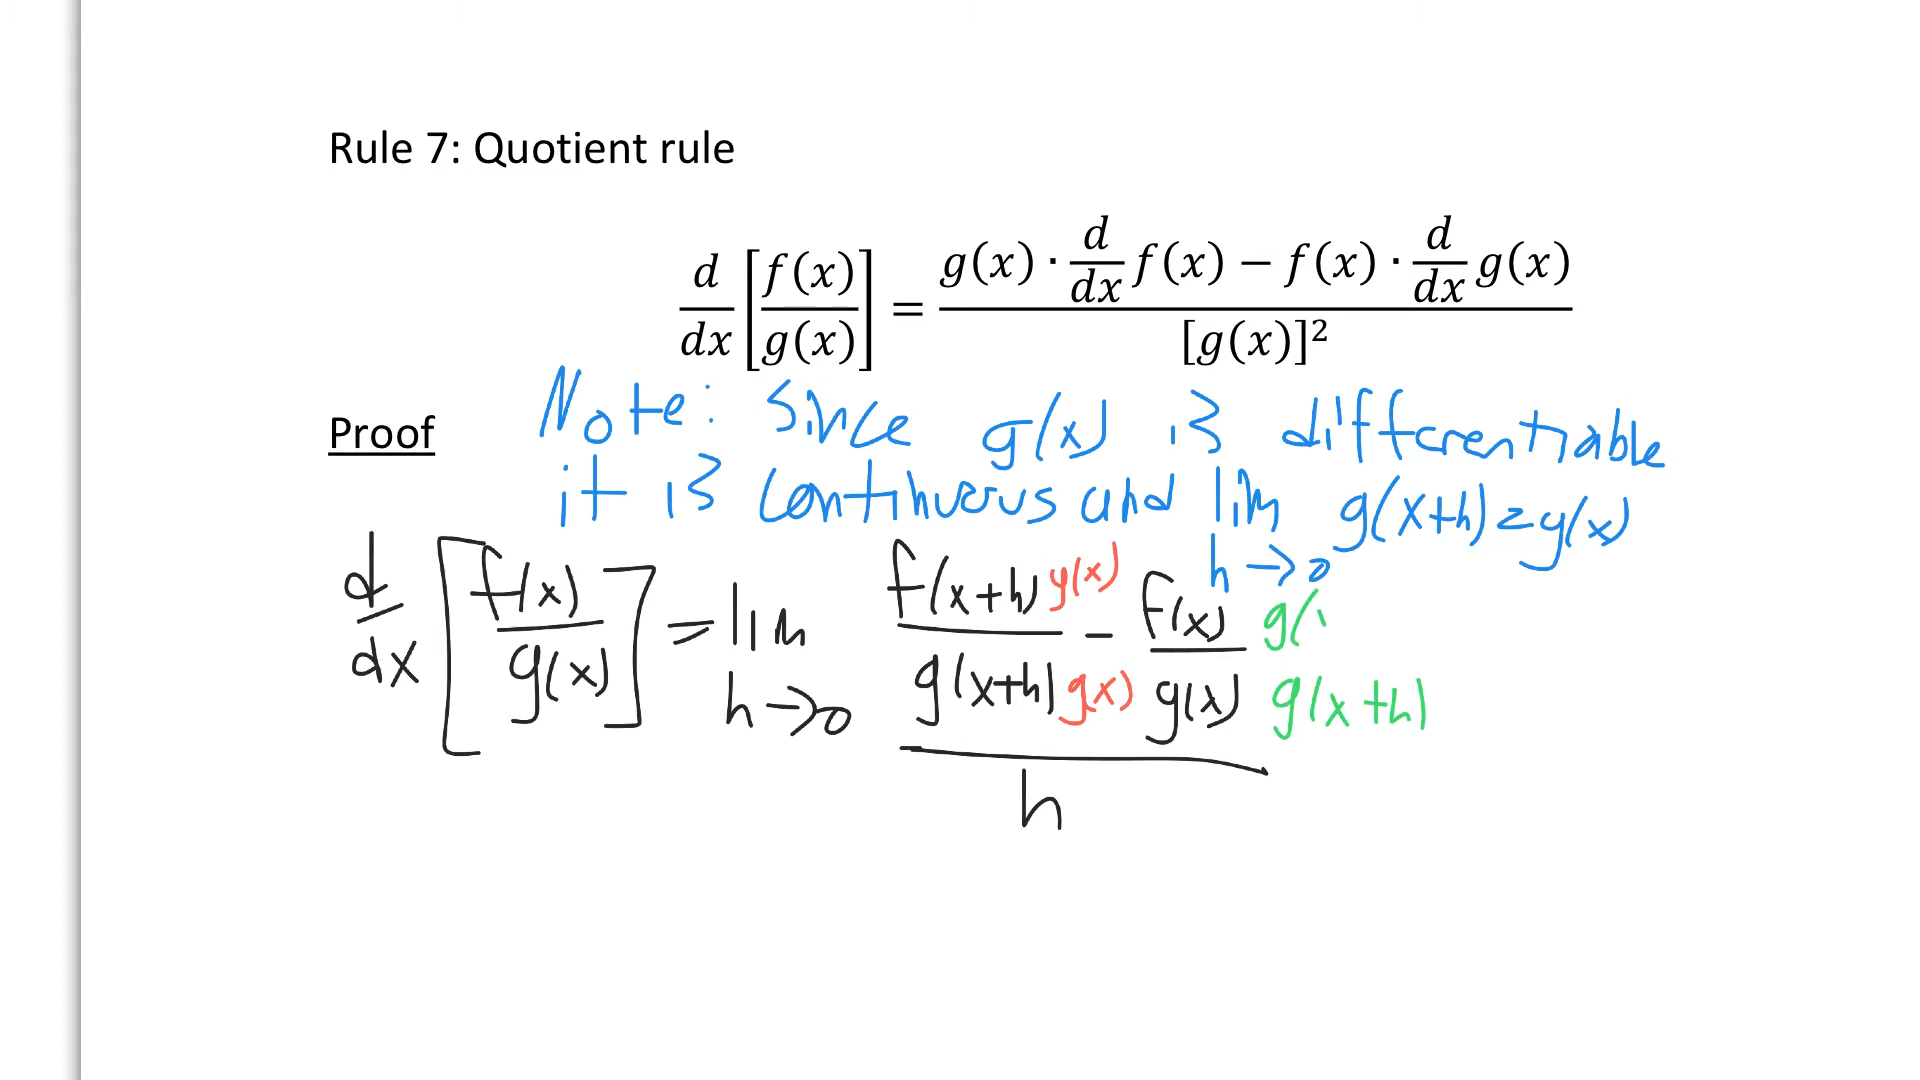 Rule 7: Quotient rule
d/dx [f(x)/g(x)] = (g(x) · d/dx f(x) − f(x) · d/dx g(x)) / [g(x)]²
Proof
Note: Since g(x) is differentiable
it is continuous and lim h→0 g(x+h) = g(x)
d/dx [f(x)/g(x)] = lim h→0 (f(x+h) g(x) / g(x+h) g(x) − f(x) g( / g(x) g(x+h)) / h